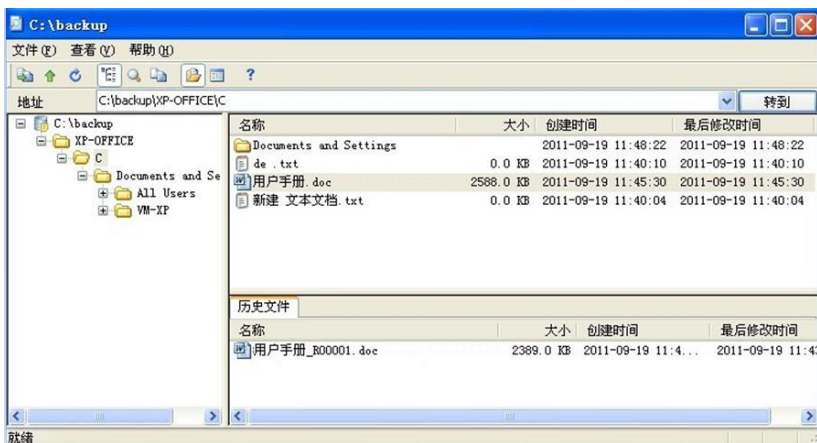 C:\backup
文件(F) 查看(V) 帮助(H)
地址 C:\backup\XP-OFFICE\C 转到
C:\backup
XP-OFFICE
C
Documents and Se
All Users
VM-XP
名称 大小 创建时间 最后修改时间
Documents and Settings 2011-09-19 11:48:22 2011-09-19 11:48:22
de .txt 0.0 KB 2011-09-19 11:40:10 2011-09-19 11:40:10
用户手册.doc 2588.0 KB 2011-09-19 11:45:30 2011-09-19 11:45:30
新建 文本文档.txt 0.0 KB 2011-09-19 11:40:04 2011-09-19 11:40:04
历史文件
名称 大小 创建时间 最后修改时间
用户手册_R00001.doc 2389.0 KB 2011-09-19 11:4... 2011-09-19 11:4
就绪